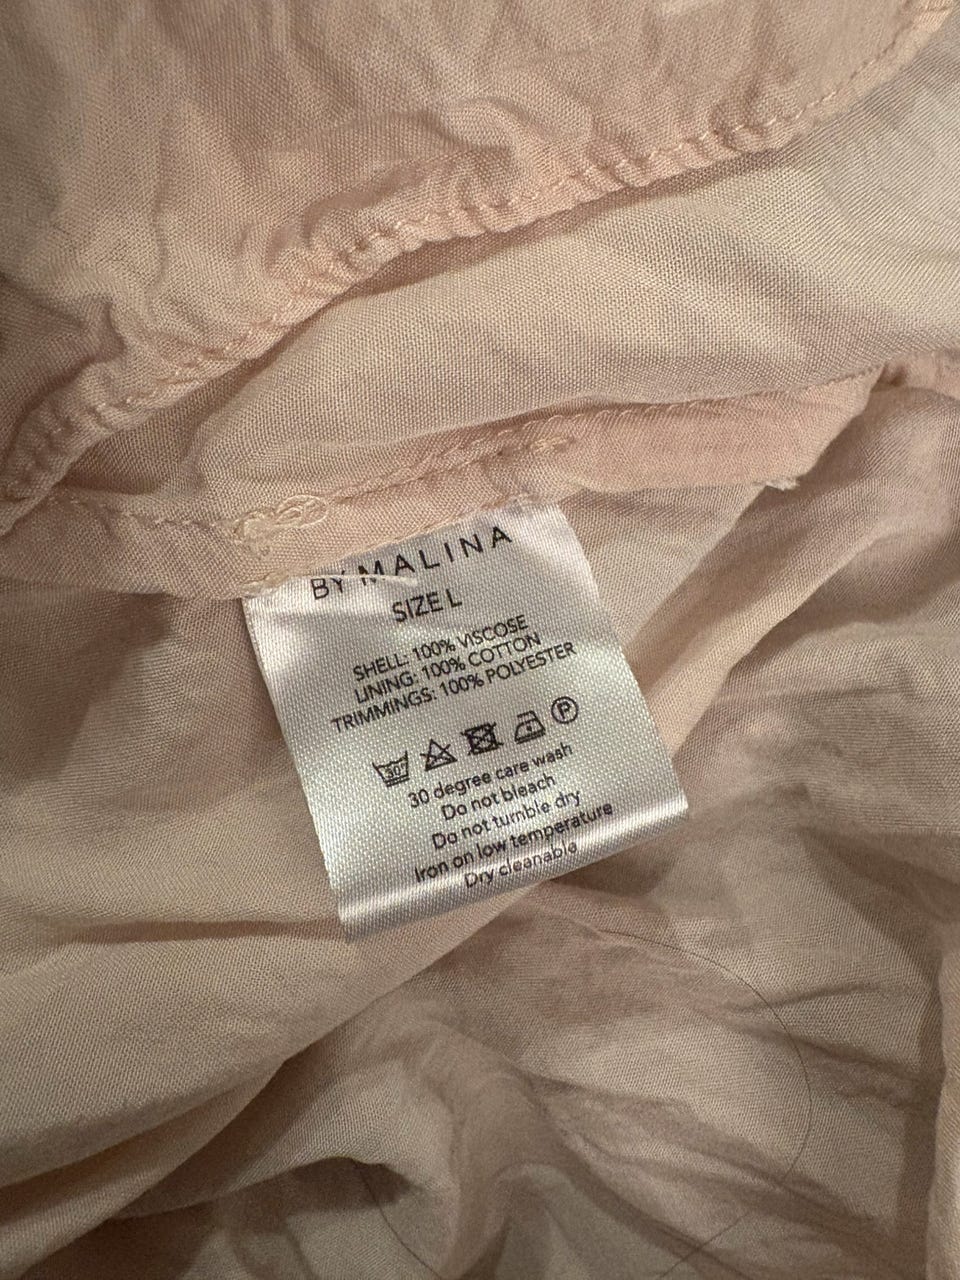 BY MALINA
SIZE L
SHELL: 100% VISCOSE
LINING: 100% COTTON
TRIMMINGS: 100% POLYESTER
30° P
30 degree care wash
Do not bleach
Do not tumble dry
Iron on low temperature
Dry cleanable